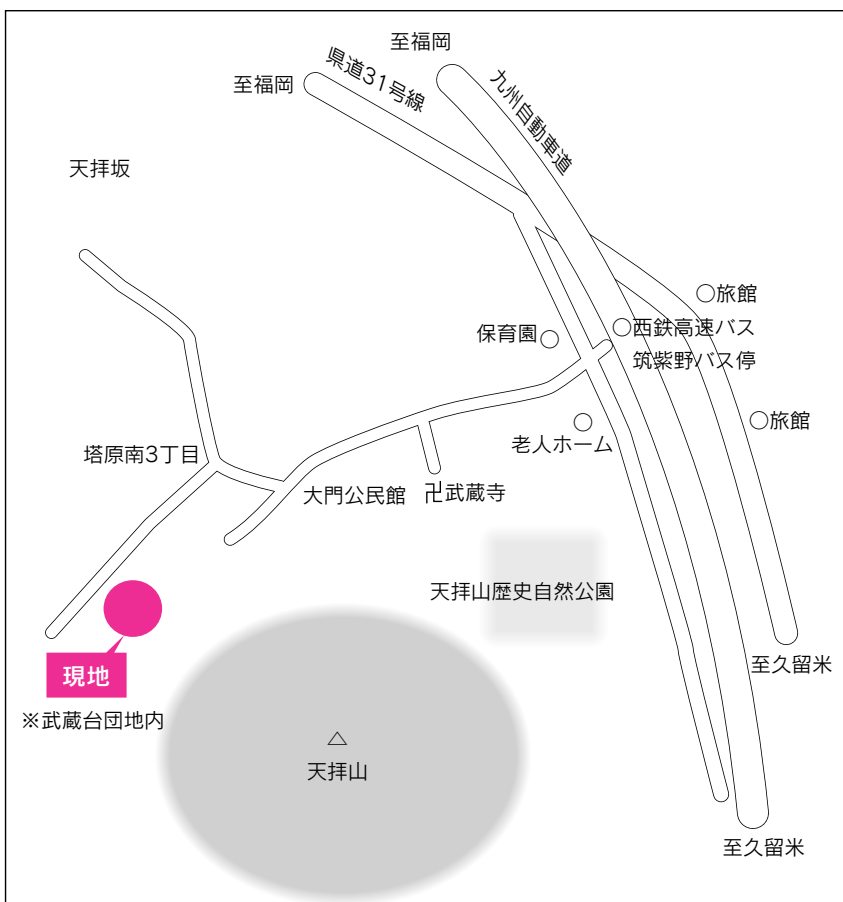 至福岡
県道31号線
至福岡
九州自動車道
天拝坂
○旅館
保育園○
○西鉄高速バス
筑紫野バス停
○旅館
老人ホーム
塔原南3丁目
大門公民館
卍武蔵寺
天拝山歴史自然公園
現地
至久留米
※武蔵台団地内
△
天拝山
至久留米